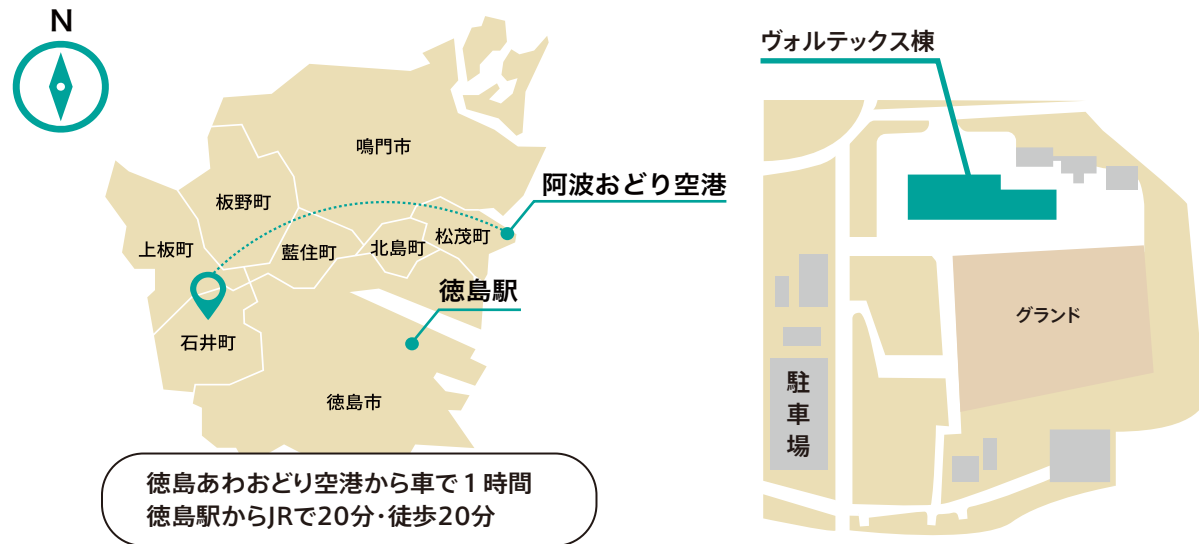 N
鳴門市
板野町
阿波おどり空港
上板町
藍住町
北島町
松茂町
徳島駅
石井町
徳島市
徳島あわおどり空港から車で1時間
徳島駅からJRで20分・徒歩20分
ヴォルテックス棟
グランド
駐車場